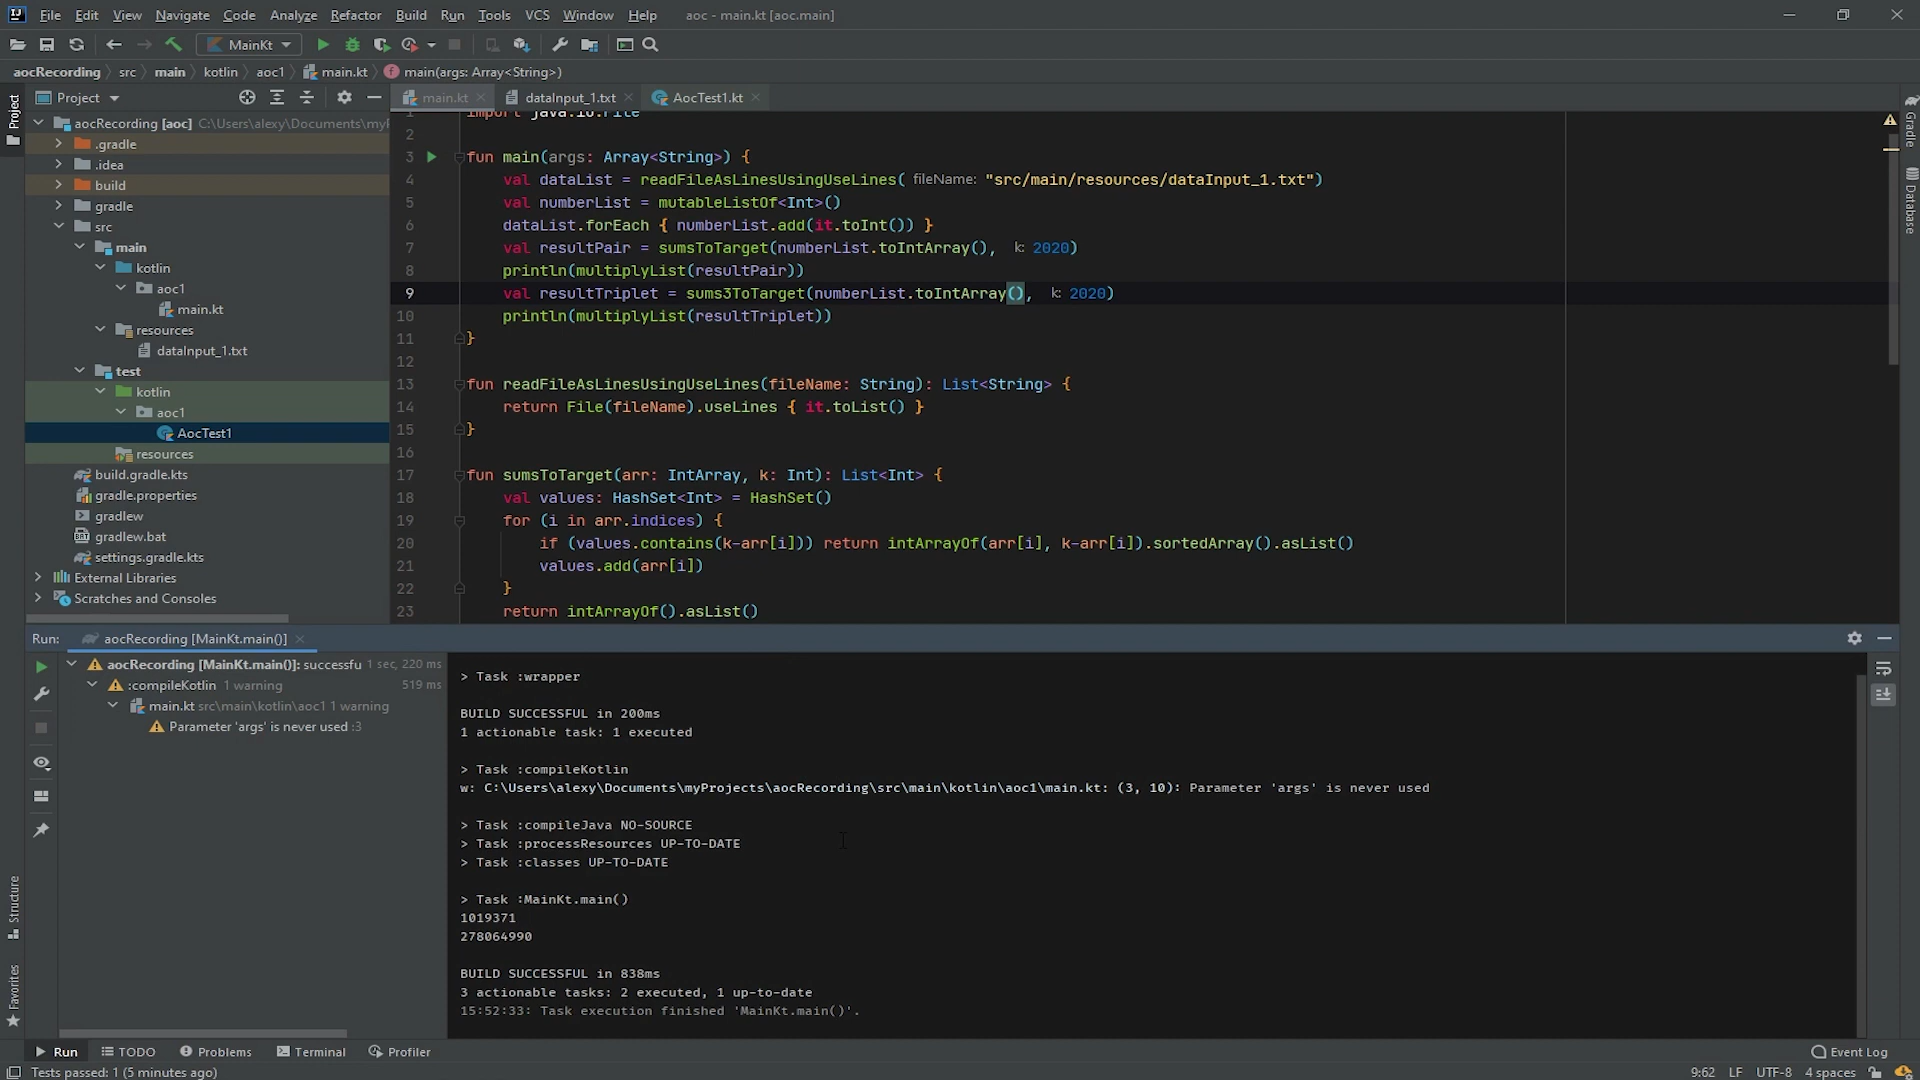 File Edit View Navigate Code Analyze Refactor Build Run Tools VCS Window Help aoc - main.kt [aoc.main]
MainKt
aocRecording src main kotlin aoc1 main.kt main(args: Array<String>)
Project
main.kt dataInput_1.txt AocTest1.kt
Project
Gradle
Database
Structure
Favorites
aocRecording [aoc] C:\Users\alexy\Documents\myP
.gradle
.idea
build
gradle
src
main
kotlin
aoc1
main.kt
resources
dataInput_1.txt
test
kotlin
aoc1
AocTest1
resources
build.gradle.kts
gradle.properties
gradlew
gradlew.bat
settings.gradle.kts
External Libraries
Scratches and Consoles
1 import java.io.File
2
3 fun main(args: Array<String>) {
4 val dataList = readFileAsLinesUsingUseLines( fileName: "src/main/resources/dataInput_1.txt")
5 val numberList = mutableListOf<Int>()
6 dataList.forEach { numberList.add(it.toInt()) }
7 val resultPair = sumsToTarget(numberList.toIntArray(), k: 2020)
8 println(multiplyList(resultPair))
9 val resultTriplet = sums3ToTarget(numberList.toIntArray(), k: 2020)
10 println(multiplyList(resultTriplet))
11 }
12
13 fun readFileAsLinesUsingUseLines(fileName: String): List<String> {
14 return File(fileName).useLines { it.toList() }
15 }
16
17 fun sumsToTarget(arr: IntArray, k: Int): List<Int> {
18 val values: HashSet<Int> = HashSet()
19 for (i in arr.indices) {
20 if (values.contains(k-arr[i])) return intArrayOf(arr[i], k-arr[i]).sortedArray().asList()
21 values.add(arr[i])
22 }
23 return intArrayOf().asList()
Run: aocRecording [MainKt.main()]
aocRecording [MainKt.main()]: successfu 1 sec, 220 ms
:compileKotlin 1 warning 519 ms
main.kt src\main\kotlin\aoc1 1 warning
Parameter 'args' is never used :3
> Task :wrapper
BUILD SUCCESSFUL in 200ms
1 actionable task: 1 executed
> Task :compileKotlin
w: C:\Users\alexy\Documents\myProjects\aocRecording\src\main\kotlin\aoc1\main.kt: (3, 10): Parameter 'args' is never used
> Task :compileJava NO-SOURCE
> Task :processResources UP-TO-DATE
> Task :classes UP-TO-DATE
> Task :MainKt.main()
1019371
278064990
BUILD SUCCESSFUL in 838ms
3 actionable tasks: 2 executed, 1 up-to-date
15:52:33: Task execution finished 'MainKt.main()'.
Run TODO Problems Terminal Profiler Event Log
Tests passed: 1 (5 minutes ago) 9:62 LF UTF-8 4 spaces